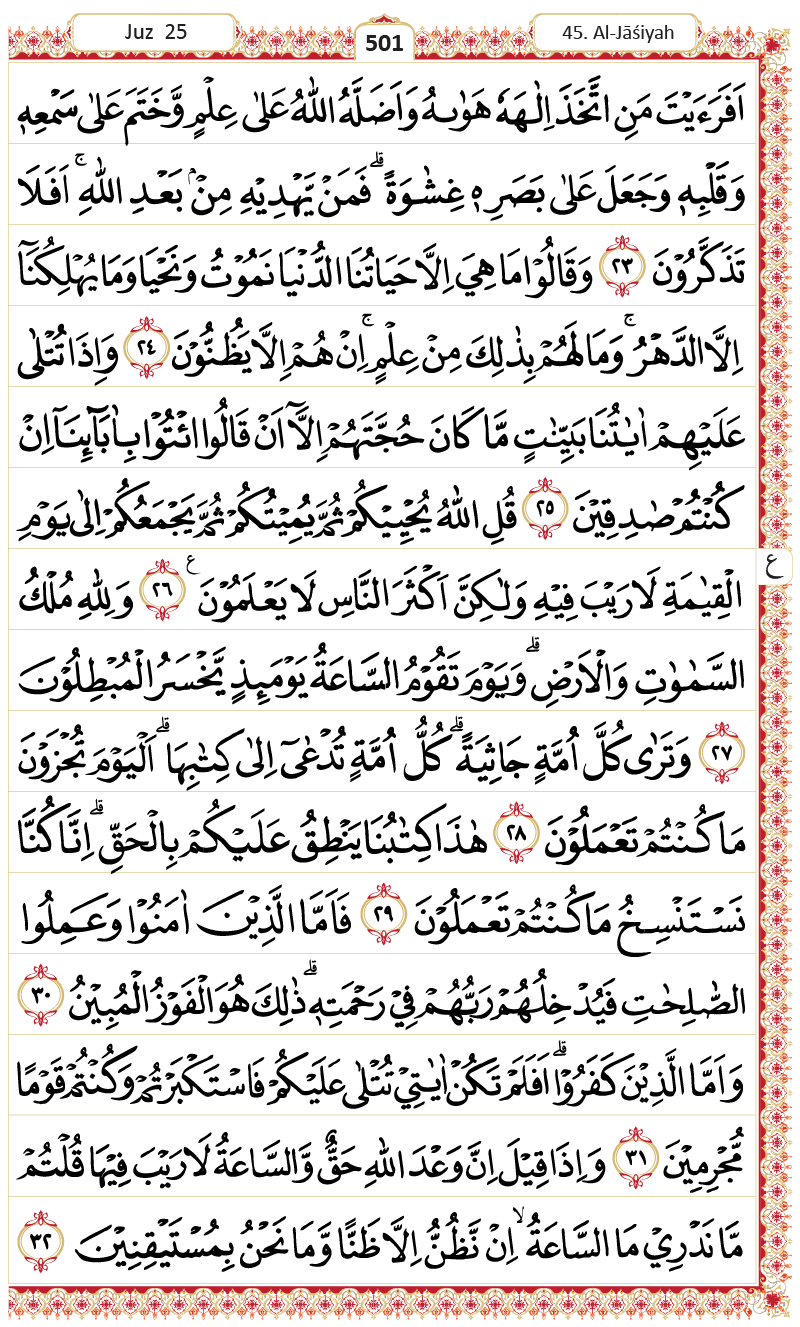 Juz 25
501
45. Al-Jāśiyah
اَفَرَءَيْتَ مَنِ اتَّخَذَ اِلٰهَهٗ هَوٰىهُ وَاَضَلَّهُ اللّٰهُ عَلٰى عِلْمٍ وَّخَتَمَ عَلٰى سَمْعِهٖ
وَقَلْبِهٖ وَجَعَلَ عَلٰى بَصَرِهٖ غِشٰوَةًۗ فَمَنْ يَّهْدِيْهِ مِنْۢ بَعْدِ اللّٰهِۚ اَفَلَا
تَذَكَّرُوْنَ ٢٣ وَقَالُوْا مَا هِيَ اِلَّا حَيَاتُنَا الدُّنْيَا نَمُوْتُ وَنَحْيَا وَمَا يُهْلِكُنَآ
اِلَّا الدَّهْرُۚ وَمَا لَهُمْ بِذٰلِكَ مِنْ عِلْمٍۚ اِنْ هُمْ اِلَّا يَظُنُّوْنَ ٢٤ وَاِذَا تُتْلٰى
عَلَيْهِمْ اٰيٰتُنَا بَيِّنٰتٍ مَّا كَانَ حُجَّتَهُمْ اِلَّآ اَنْ قَالُوا ائْتُوْا بِاٰبَاۤىِٕنَآ اِنْ
كُنْتُمْ صٰدِقِيْنَ ٢٥ قُلِ اللّٰهُ يُحْيِيْكُمْ ثُمَّ يُمِيْتُكُمْ ثُمَّ يَجْمَعُكُمْ اِلٰى يَوْمِ
الْقِيٰمَةِ لَا رَيْبَ فِيْهِ وَلٰكِنَّ اَكْثَرَ النَّاسِ لَا يَعْلَمُوْنَ ࣖ ٢٦ وَلِلّٰهِ مُلْكُ
ع
السَّمٰوٰتِ وَالْاَرْضِۗ وَيَوْمَ تَقُوْمُ السَّاعَةُ يَوْمَىِٕذٍ يَّخْسَرُ الْمُبْطِلُوْنَ
٢٧ وَتَرٰى كُلَّ اُمَّةٍ جَاثِيَةًۗ كُلُّ اُمَّةٍ تُدْعٰىٓ اِلٰى كِتٰبِهَاۗ اَلْيَوْمَ تُجْزَوْنَ
مَا كُنْتُمْ تَعْمَلُوْنَ ٢٨ هٰذَا كِتٰبُنَا يَنْطِقُ عَلَيْكُمْ بِالْحَقِّۗ اِنَّا كُنَّا
نَسْتَنْسِخُ مَا كُنْتُمْ تَعْمَلُوْنَ ٢٩ فَاَمَّا الَّذِيْنَ اٰمَنُوْا وَعَمِلُوا
الصّٰلِحٰتِ فَيُدْخِلُهُمْ رَبُّهُمْ فِيْ رَحْمَتِهٖۗ ذٰلِكَ هُوَ الْفَوْزُ الْمُبِيْنُ ٣٠
وَاَمَّا الَّذِيْنَ كَفَرُوْاۗ اَفَلَمْ تَكُنْ اٰيٰتِيْ تُتْلٰى عَلَيْكُمْ فَاسْتَكْبَرْتُمْ وَكُنْتُمْ قَوْمًا
مُّجْرِمِيْنَ ٣١ وَاِذَا قِيْلَ اِنَّ وَعْدَ اللّٰهِ حَقٌّ وَّالسَّاعَةُ لَا رَيْبَ فِيْهَا قُلْتُمْ
مَّا نَدْرِيْ مَا السَّاعَةُۙ اِنْ نَّظُنُّ اِلَّا ظَنًّا وَّمَا نَحْنُ بِمُسْتَيْقِنِيْنَ ٣٢